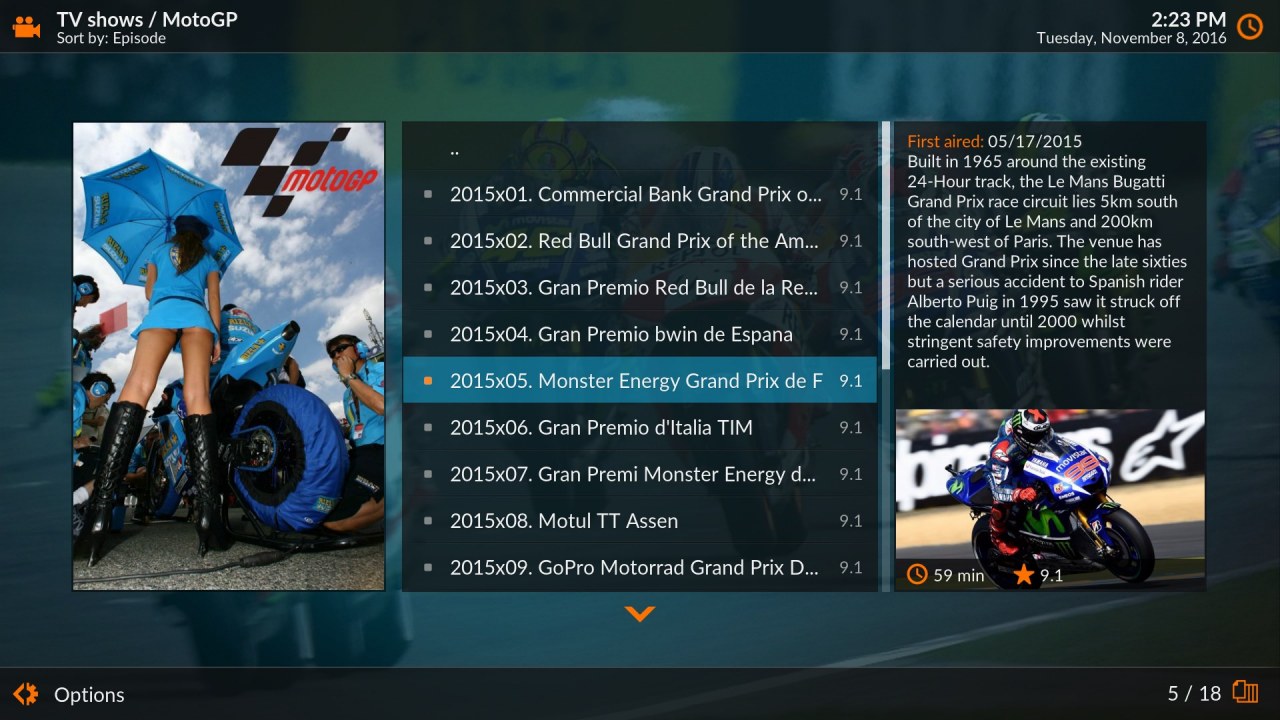 TV shows / MotoGP
Sort by: Episode
2:23 PM
Tuesday, November 8, 2016
motoGP
..
2015x01. Commercial Bank Grand Prix o... 9.1
2015x02. Red Bull Grand Prix of the Am... 9.1
2015x03. Gran Premio Red Bull de la Re... 9.1
2015x04. Gran Premio bwin de Espana 9.1
2015x05. Monster Energy Grand Prix de F 9.1
2015x06. Gran Premio d'Italia TIM 9.1
2015x07. Gran Premi Monster Energy d... 9.1
2015x08. Motul TT Assen 9.1
2015x09. GoPro Motorrad Grand Prix D... 9.1
First aired: 05/17/2015
Built in 1965 around the existing
24-Hour track, the Le Mans Bugatti
Grand Prix race circuit lies 5km south
of the city of Le Mans and 200km
south-west of Paris. The venue has
hosted Grand Prix since the late sixties
but a serious accident to Spanish rider
Alberto Puig in 1995 saw it struck off
the calendar until 2000 whilst
stringent safety improvements were
carried out.
movistar
99
59 min 9.1
Options
5 / 18